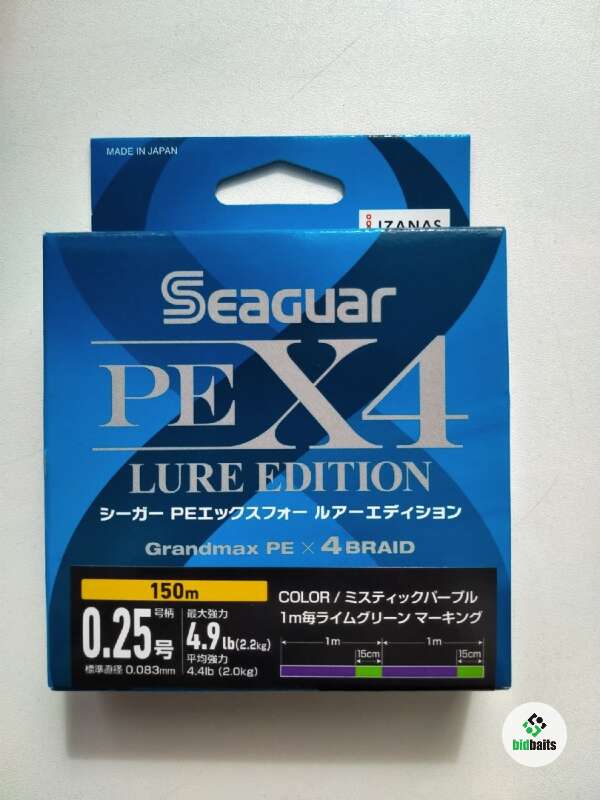 MADE IN JAPAN
IZANAS
Seaguar
PE X4
LURE EDITION
シーガー PEエックスフォー ルアーエディション
Grandmax PE × 4 BRAID
150m
0.25号
号柄
標準直径 0.083mm
最大強力
4.9lb(2.2kg)
平均強力
4.4lb (2.0kg)
COLOR / ミスティックパープル
1m毎ライムグリーン マーキング
1m 1m
15cm 15cm
bidbaits